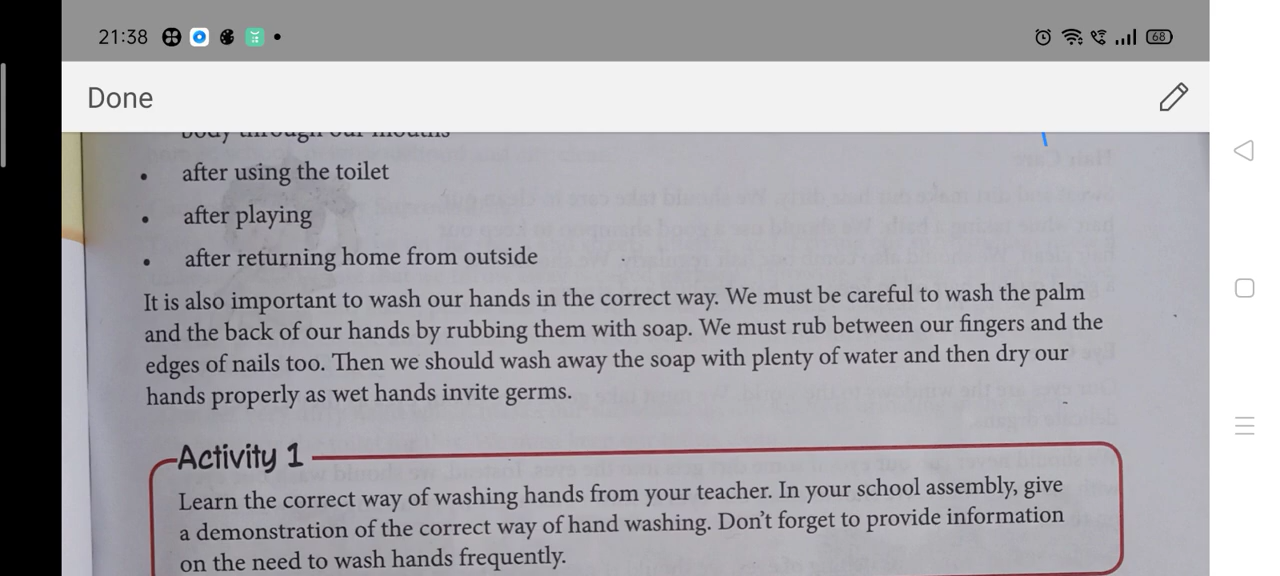 21:38
68
Done
body through our mouths
• after using the toilet
• after playing
• after returning home from outside
It is also important to wash our hands in the correct way. We must be careful to wash the palm
and the back of our hands by rubbing them with soap. We must rub between our fingers and the
edges of nails too. Then we should wash away the soap with plenty of water and then dry our
hands properly as wet hands invite germs.
Activity 1
Learn the correct way of washing hands from your teacher. In your school assembly, give
a demonstration of the correct way of hand washing. Don't forget to provide information
on the need to wash hands frequently.